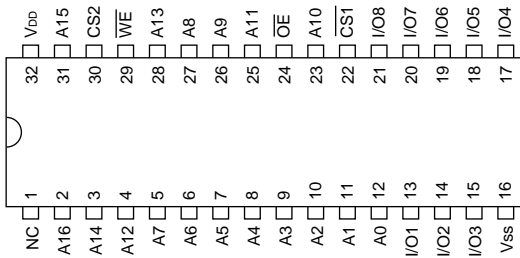 VDD A15 CS2 WE A13 A8 A9 A11 OE A10 CS1 I/O8 I/O7 I/O6 I/O5 I/O4
32 31 30 29 28 27 26 25 24 23 22 21 20 19 18 17
1 2 3 4 5 6 7 8 9 10 11 12 13 14 15 16
NC A16 A14 A12 A7 A6 A5 A4 A3 A2 A1 A0 I/O1 I/O2 I/O3 Vss